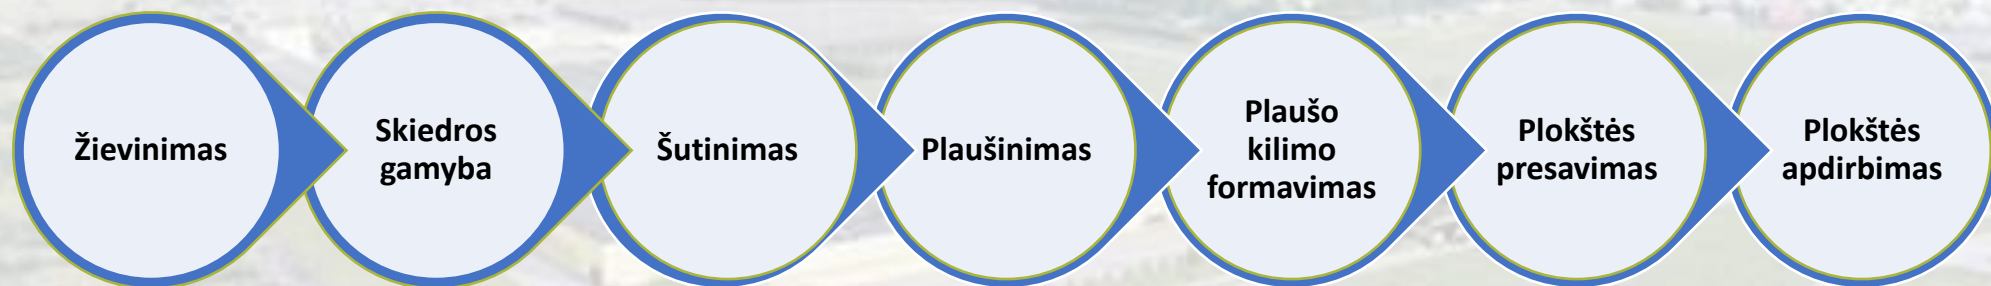 Žievinimas
Skiedros
gamyba
Šutinimas
Plaušinimas
Plaušo
kilimo
formavimas
Plokštės
presavimas
Plokštės
apdirbimas